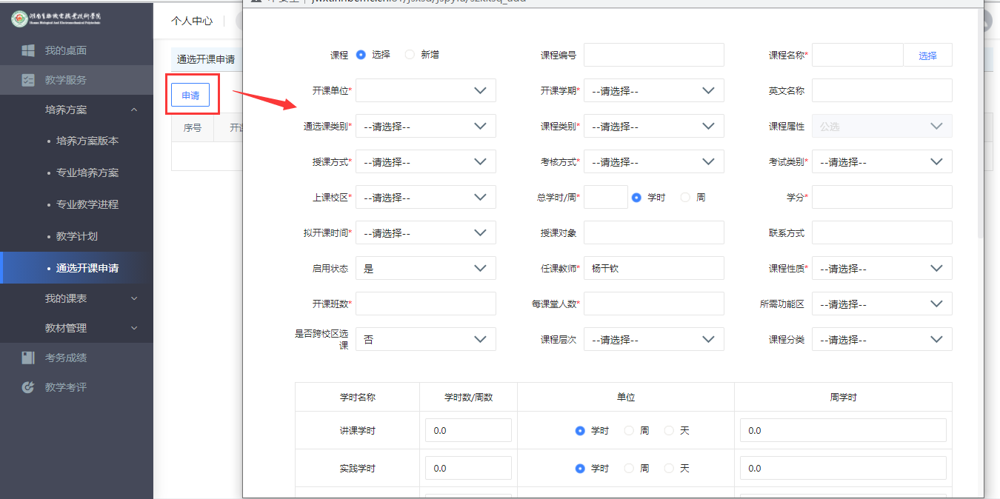 湖南生物机电职业技术学院
Hunan Biological And Electromechanical Polytechnic
我的桌面
教学服务
培养方案
培养方案版本
专业培养方案
专业教学进程
教学计划
通选开课申请
我的课表
教材管理
考务成绩
教学考评
个人中心
通选开课申请
申请
序号
课程 选择 新增 课程编号 课程名称* 选择
开课单位* 开课学期* --请选择-- 英文名称
通选课类别* --请选择-- 课程类别* --请选择-- 课程属性 公选
授课方式* --请选择-- 考核方式* --请选择-- 考试类别* --请选择--
上课校区* --请选择-- 总学时/周* 学时 周 学分*
拟开课时间* --请选择-- 授课对象 联系方式
启用状态 是 任课教师* 杨干钦 课程性质* --请选择--
开课班数* 每课堂人数* 所需功能区 --请选择--
是否跨校区选
课 否 课程层次 --请选择-- 课程分类 --请选择--
学时名称 学时数/周数 单位 周学时
讲课学时 0.0 学时 周 天 0.0
实践学时 0.0 学时 周 天 0.0